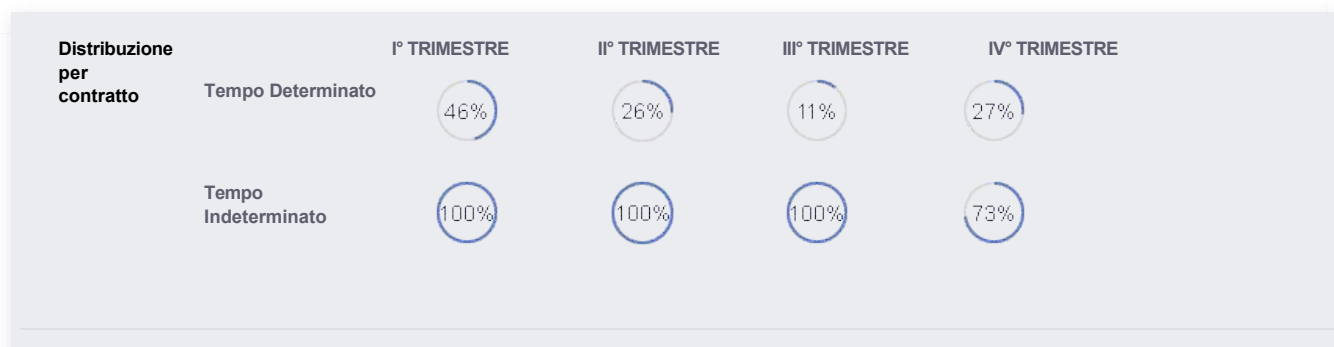 Distribuzione
per
contratto
I° TRIMESTRE II° TRIMESTRE III° TRIMESTRE IV° TRIMESTRE
Tempo Determinato
46% 26% 11% 27%
Tempo
Indeterminato
100% 100% 100% 73%